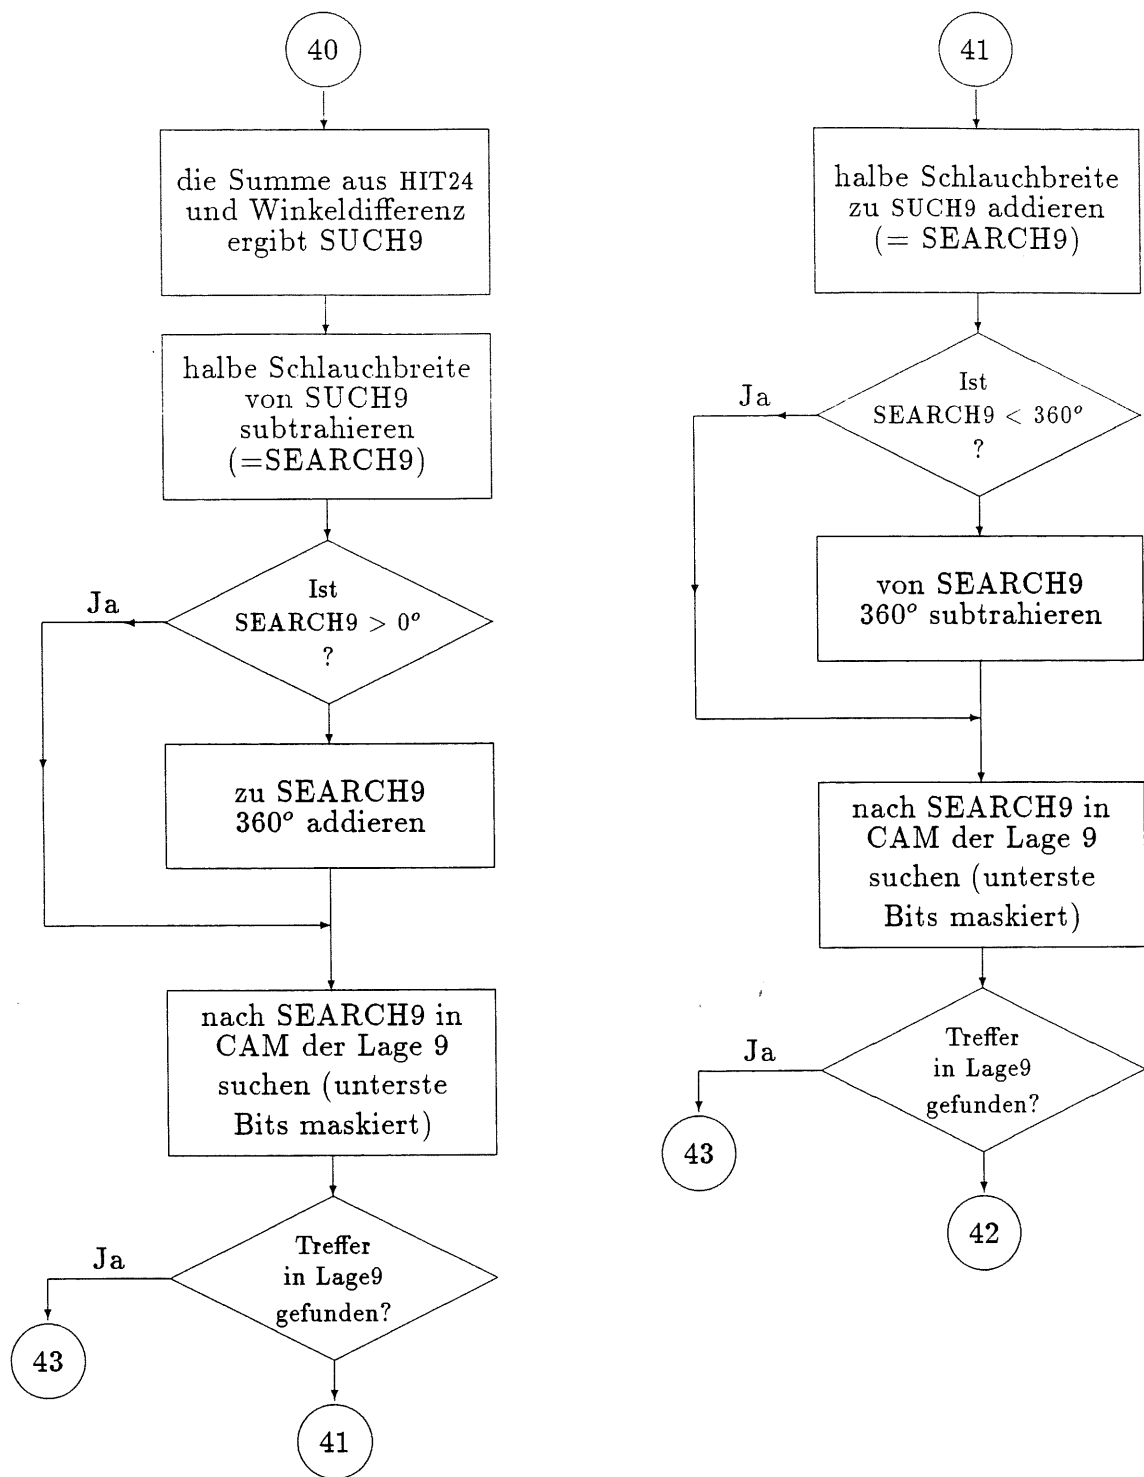 40
die Summe aus HIT24
und Winkeldifferenz
ergibt SUCH9
halbe Schlauchbreite
von SUCH9
subtrahieren
(=SEARCH9)
Ist
SEARCH9 > 0°
?
Ja
zu SEARCH9
360° addieren
nach SEARCH9 in
CAM der Lage 9
suchen (unterste
Bits maskiert)
Treffer
in Lage9
gefunden?
Ja
43
41
41
halbe Schlauchbreite
zu SUCH9 addieren
(= SEARCH9)
Ist
SEARCH9 < 360°
?
Ja
von SEARCH9
360° subtrahieren
nach SEARCH9 in
CAM der Lage 9
suchen (unterste
Bits maskiert)
Treffer
in Lage9
gefunden?
Ja
43
42